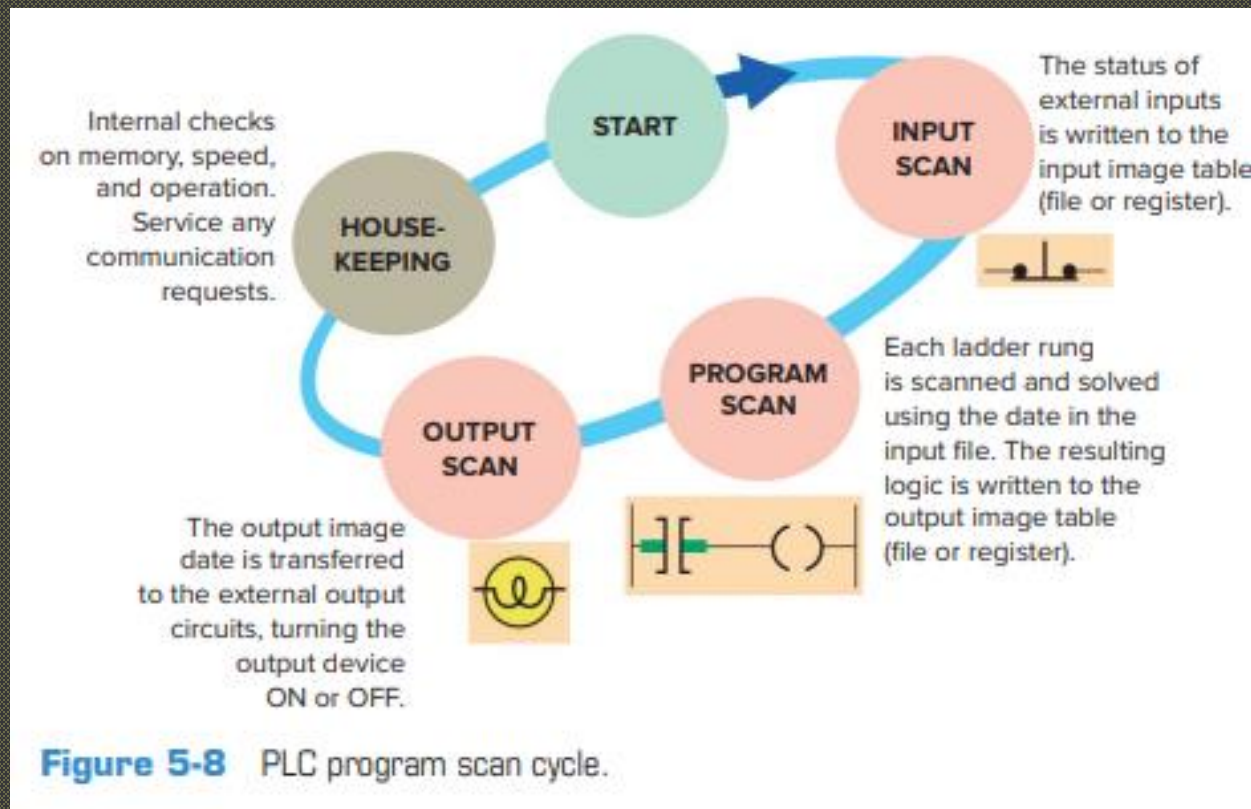 START
INPUT
SCAN
The status of
external inputs
is written to the
input image table
(file or register).
PROGRAM
SCAN
Each ladder rung
is scanned and solved
using the date in the
input file. The resulting
logic is written to the
output image table
(file or register).
OUTPUT
SCAN
The output image
date is transferred
to the external output
circuits, turning the
output device
ON or OFF.
HOUSE-
KEEPING
Internal checks
on memory, speed,
and operation.
Service any
communication
requests.
Figure 5-8 PLC program scan cycle.